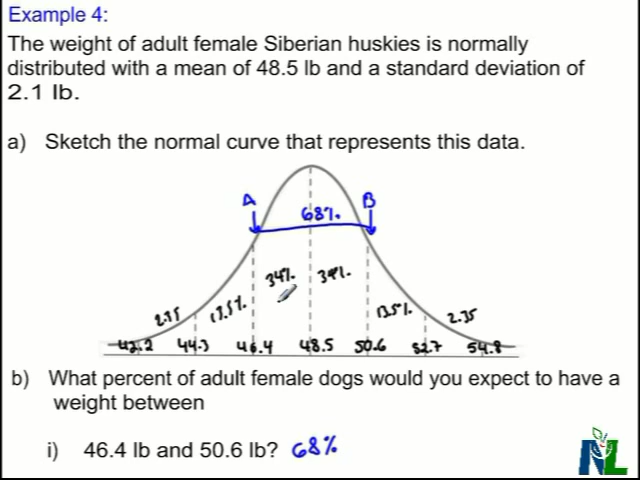 Example 4:
The weight of adult female Siberian huskies is normally
distributed with a mean of 48.5 lb and a standard deviation of
2.1 lb.
a) Sketch the normal curve that represents this data.
A B
68%
34% 34%
2.35 13.5% 13.5% 2.35
42.2 44.3 46.4 48.5 50.6 52.7 54.8
b) What percent of adult female dogs would you expect to have a
weight between
i) 46.4 lb and 50.6 lb? 68%
NL